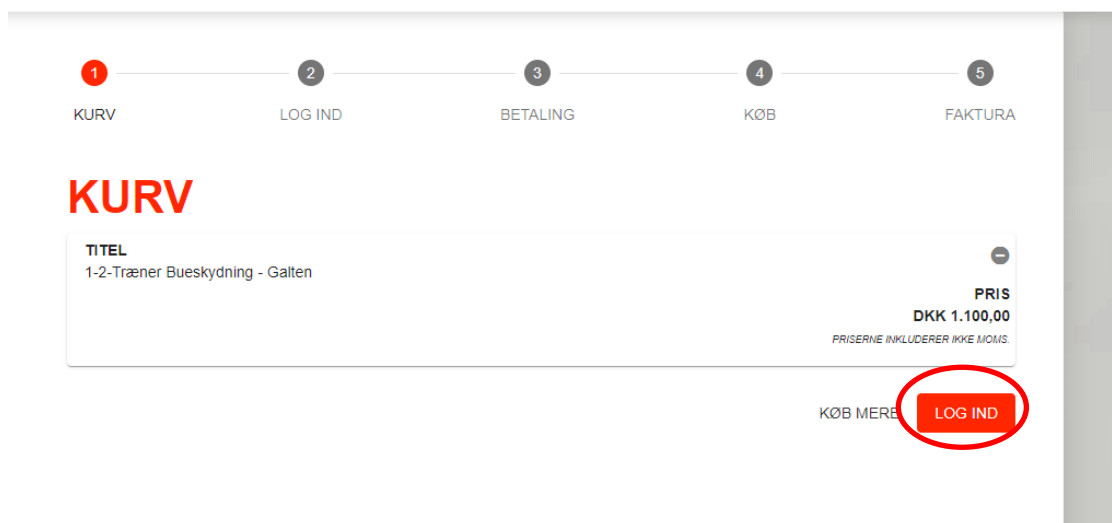 1 2 3 4 5
KURV LOG IND BETALING KØB FAKTURA
KURV
TITEL
1-2-Træner Bueskydning - Galten
PRIS
DKK 1.100,00
PRISERNE INKLUDERER IKKE MOMS.
KØB MERE LOG IND